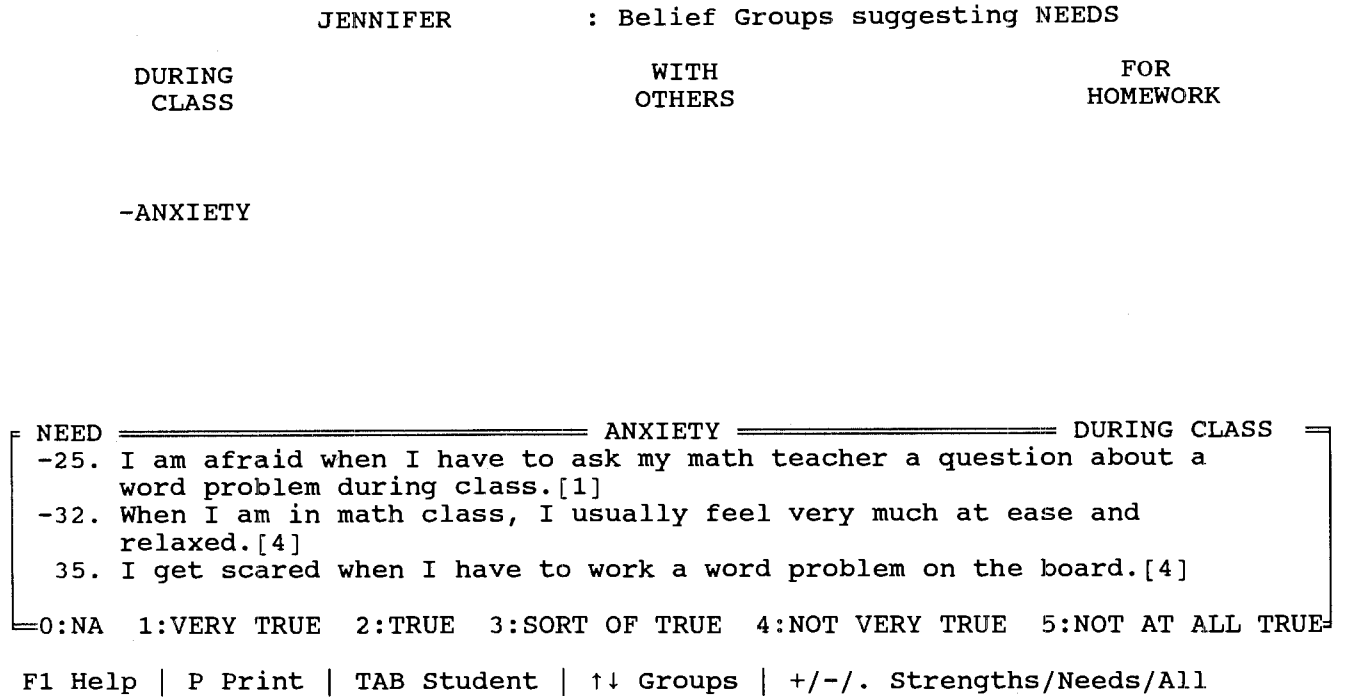 JENNIFER : Belief Groups suggesting NEEDS
DURING CLASS
WITH OTHERS
FOR HOMEWORK
-ANXIETY
NEED ANXIETY DURING CLASS
-25. I am afraid when I have to ask my math teacher a question about a
word problem during class.[1]
-32. When I am in math class, I usually feel very much at ease and
relaxed.[4]
35. I get scared when I have to work a word problem on the board.[4]
0:NA 1:VERY TRUE 2:TRUE 3:SORT OF TRUE 4:NOT VERY TRUE 5:NOT AT ALL TRUE
F1 Help | P Print | TAB Student | ↑↓ Groups | +/-/. Strengths/Needs/All